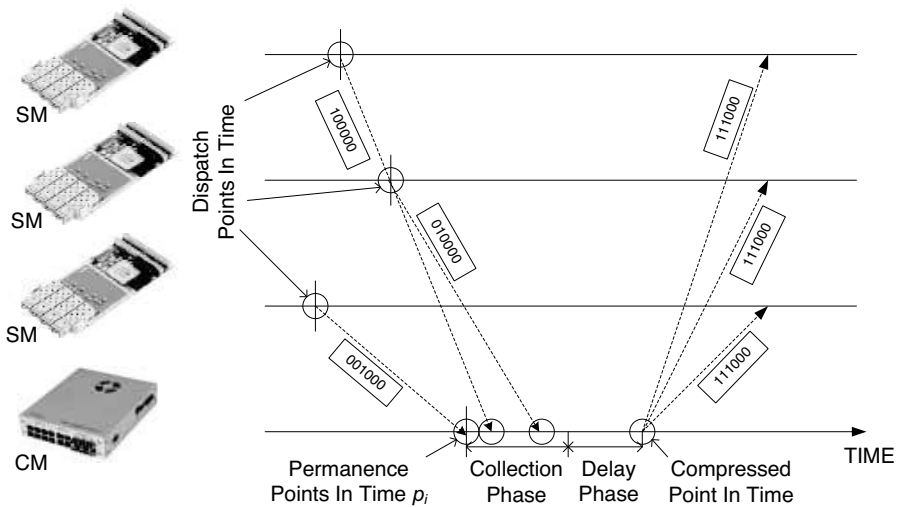 SM
SM
SM
CM
Dispatch
Points In Time
100000
010000
001000
111000
111000
111000
TIME
Permanence
Points In Time pi
Collection
Phase
Delay
Phase
Compressed
Point In Time